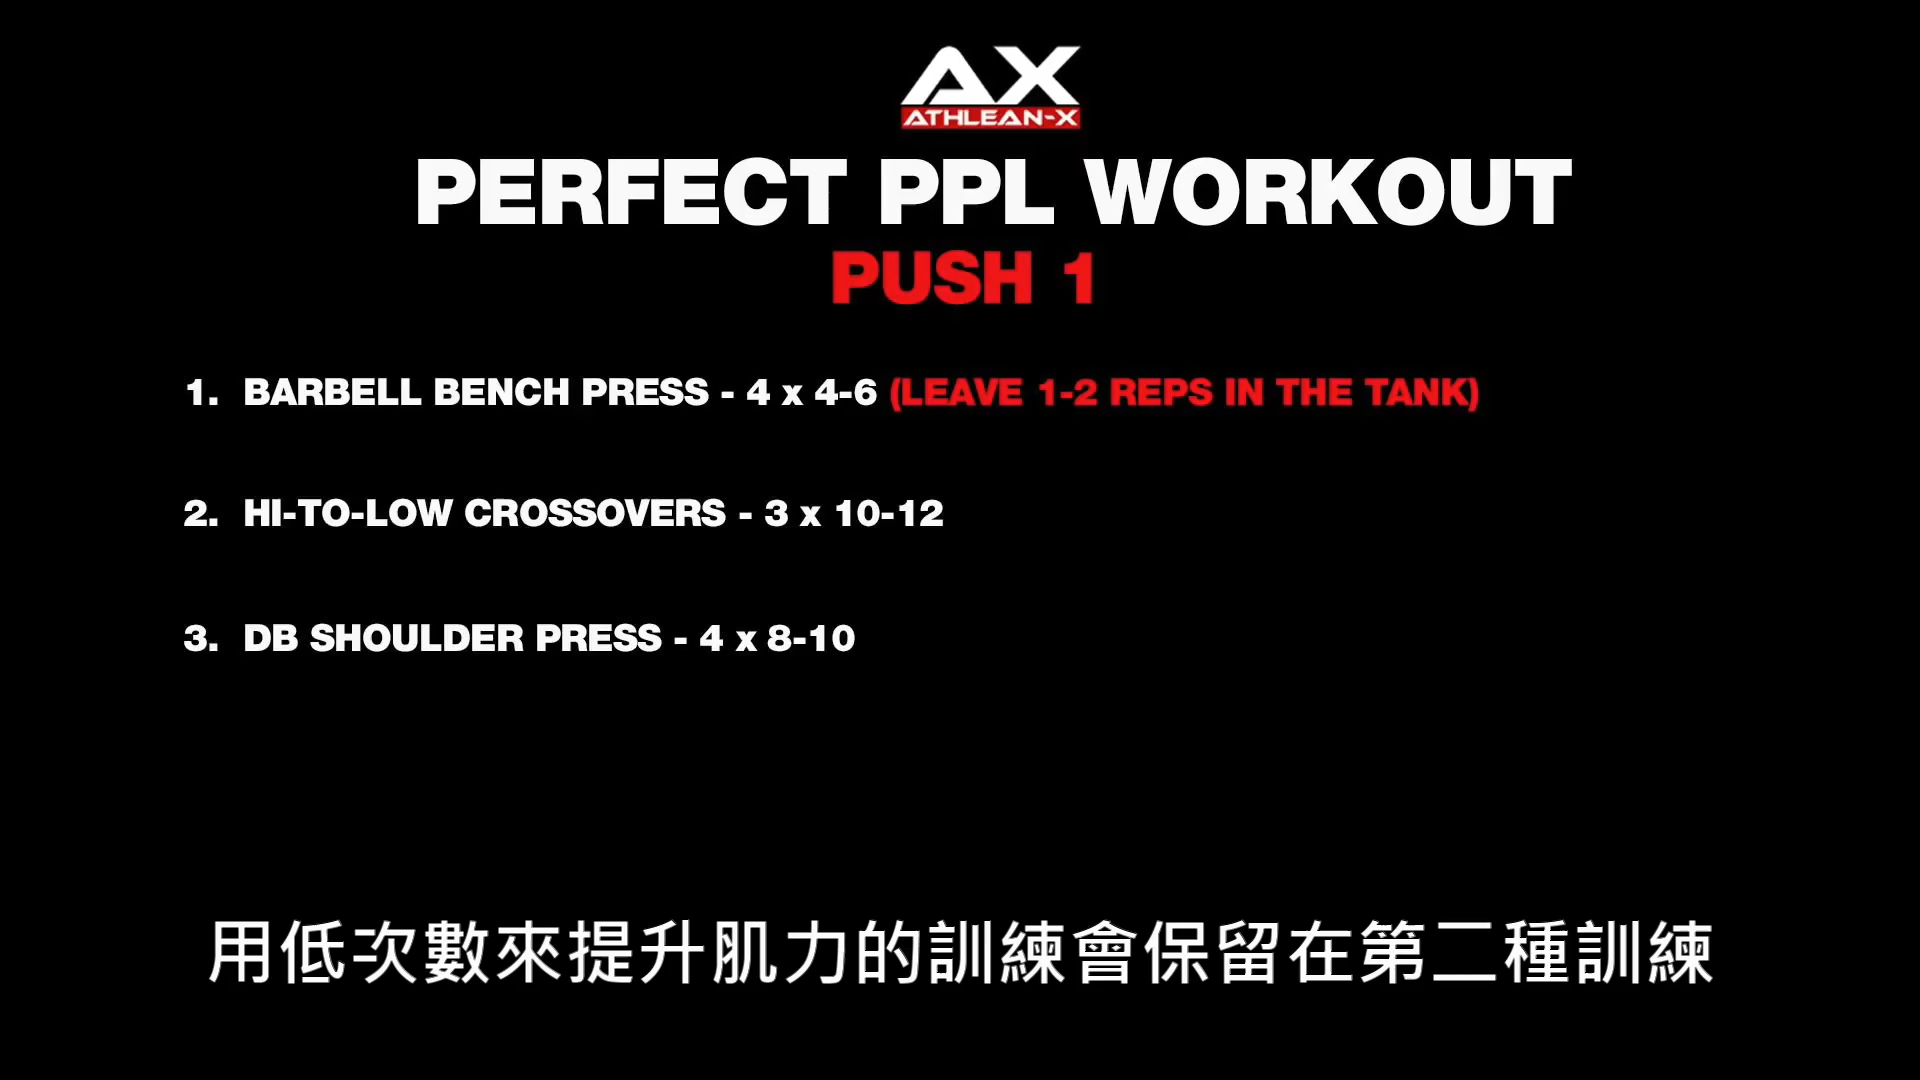 AX
ATHLEAN-X
PERFECT PPL WORKOUT
PUSH 1
1. BARBELL BENCH PRESS - 4 x 4-6 (LEAVE 1-2 REPS IN THE TANK)
2. HI-TO-LOW CROSSOVERS - 3 x 10-12
3. DB SHOULDER PRESS - 4 x 8-10
用低次數來提升肌力的訓練會保留在第二種訓練